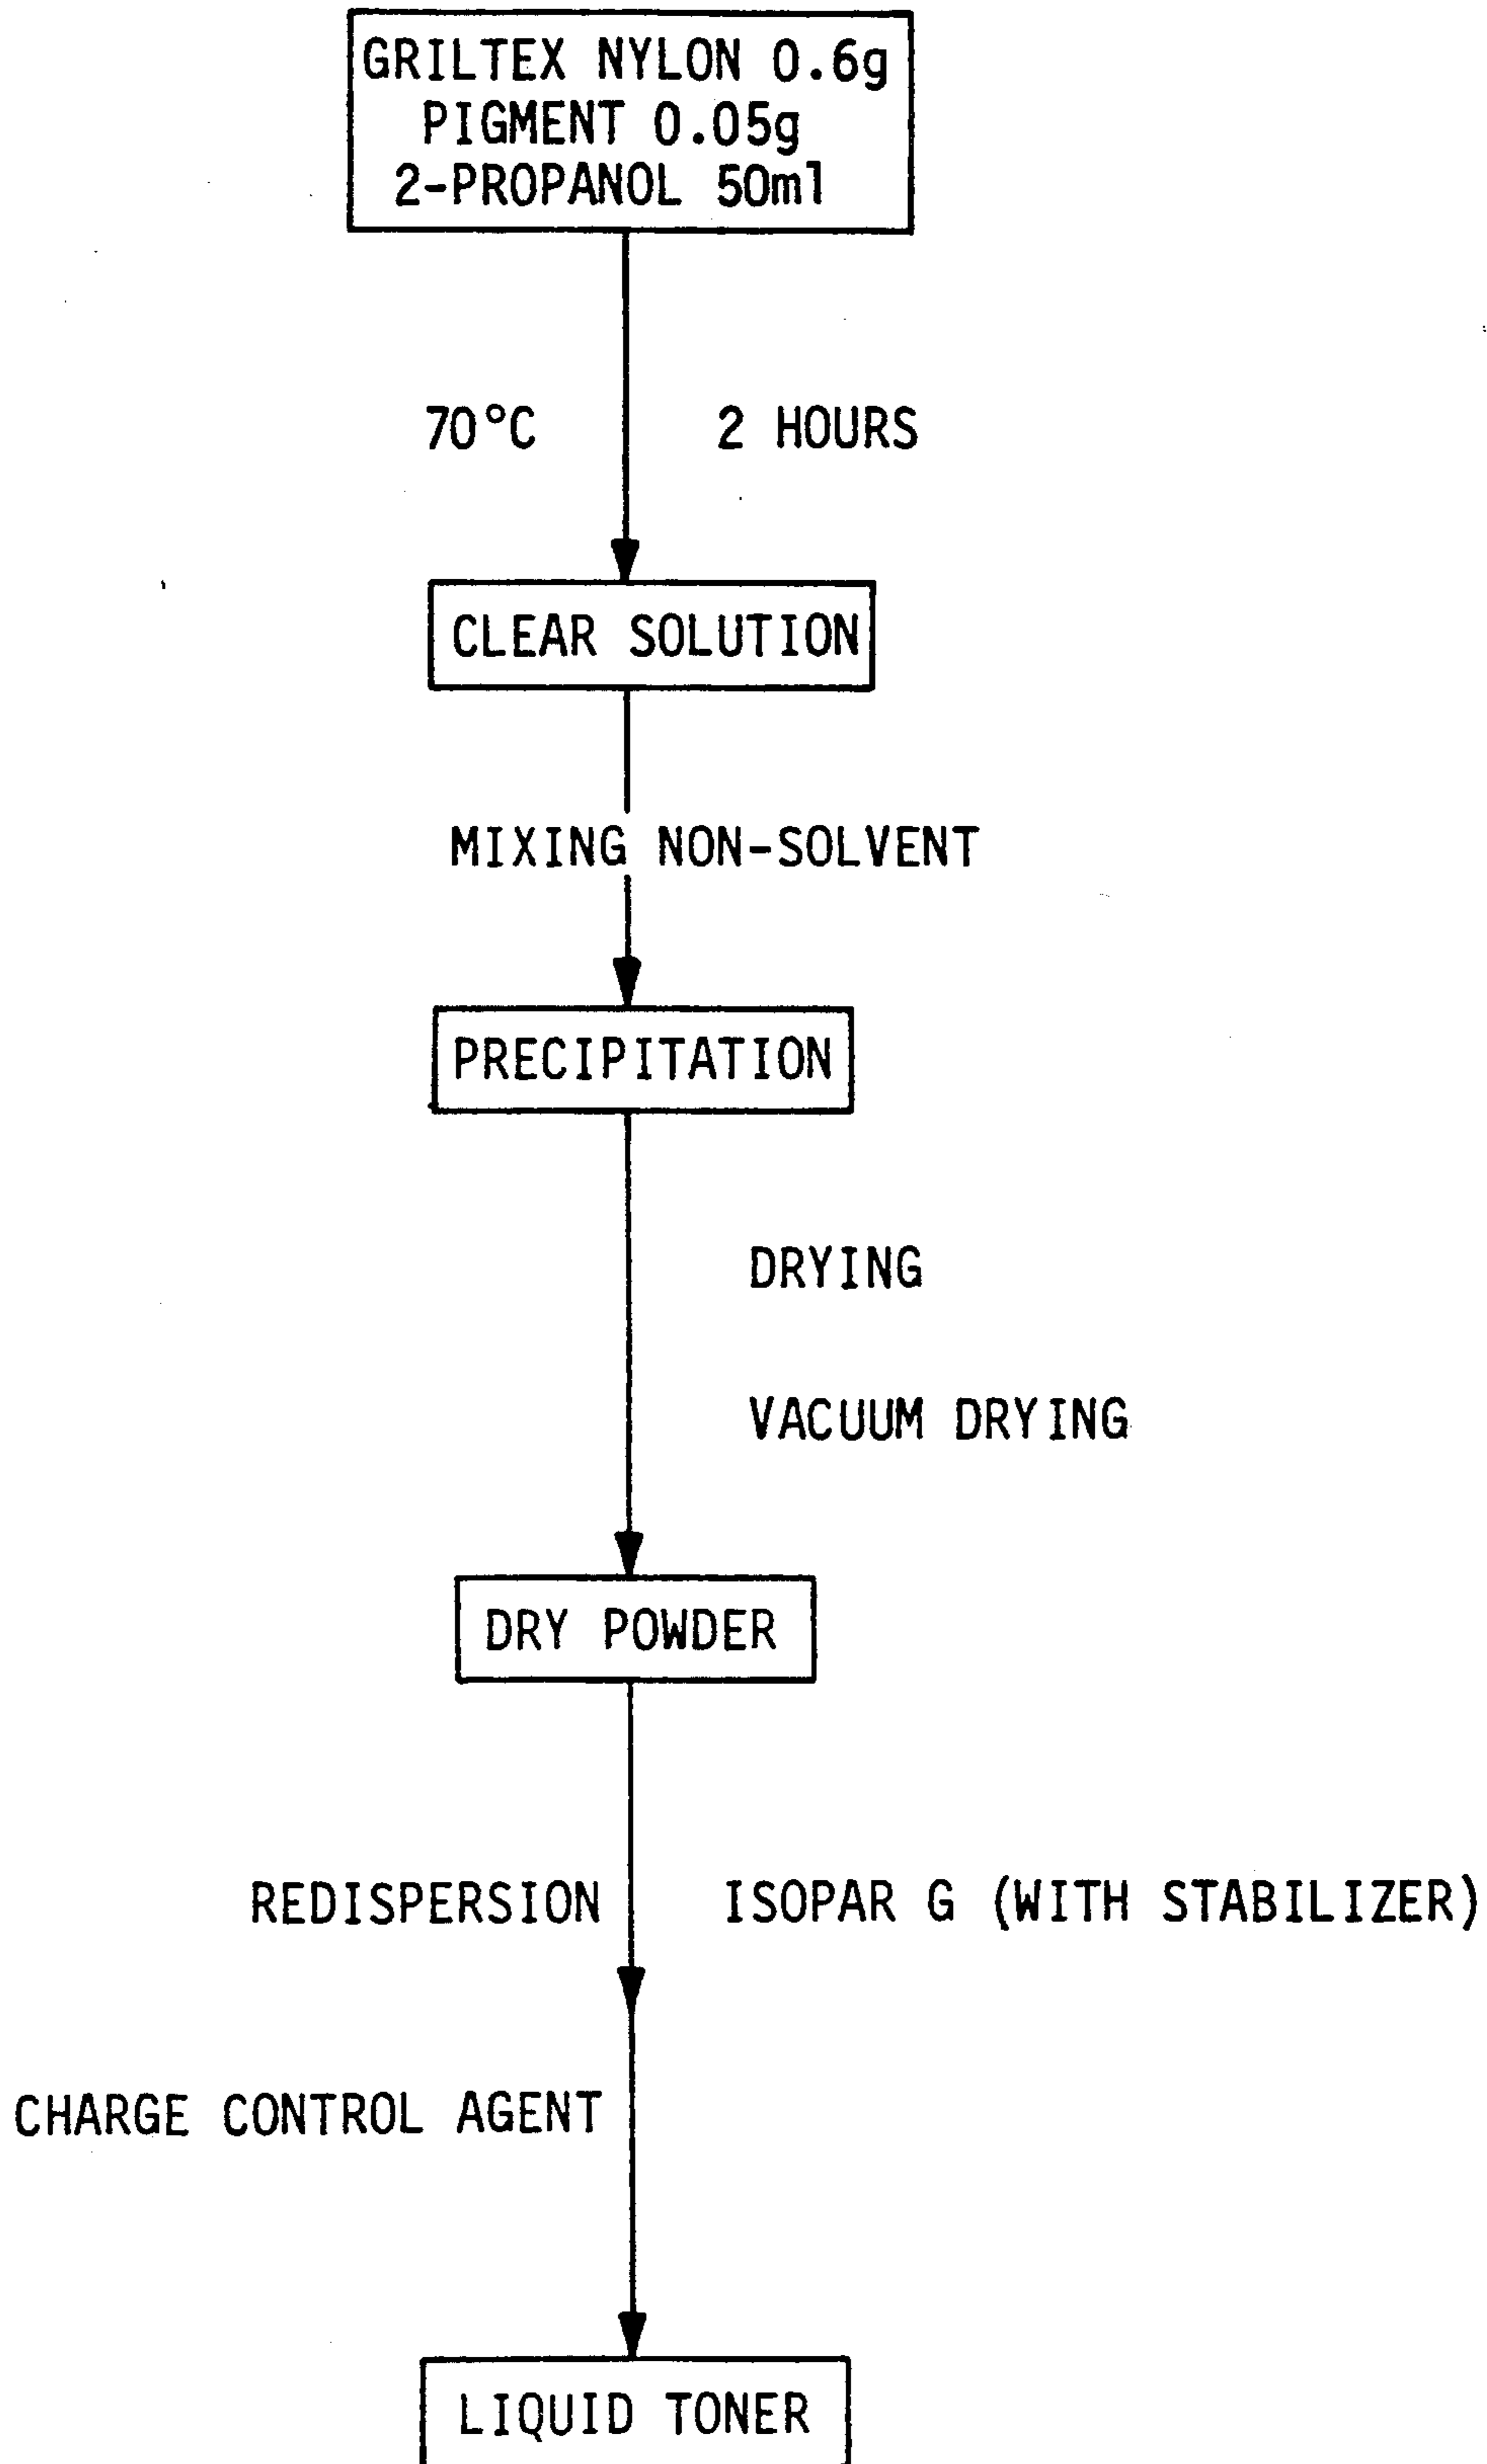 GRILTEX NYLON 0.6g
PIGMENT 0.05g
2-PROPANOL 50ml
70°C 2 HOURS
CLEAR SOLUTION
MIXING NON-SOLVENT
PRECIPITATION
DRYING
VACUUM DRYING
DRY POWDER
REDISPERSION ISOPAR G (WITH STABILIZER)
CHARGE CONTROL AGENT
LIQUID TONER